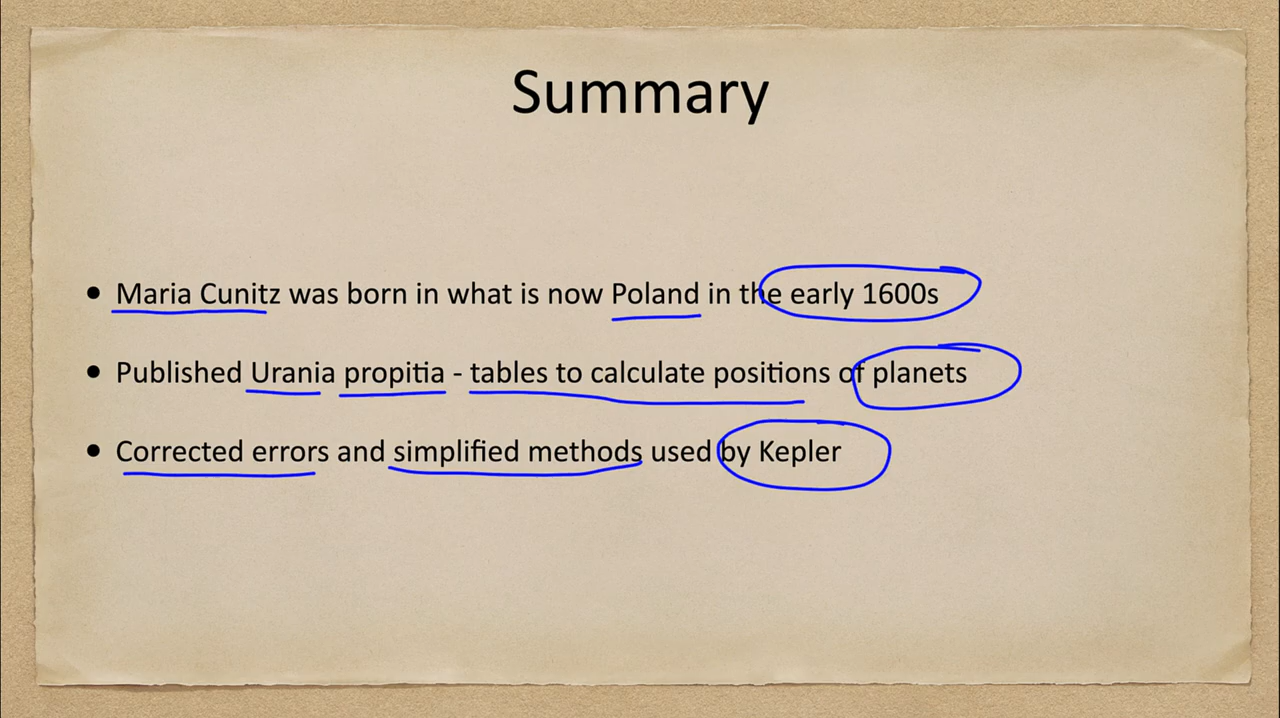 Summary
• Maria Cunitz was born in what is now Poland in the early 1600s
• Published Urania propitia - tables to calculate positions of planets
• Corrected errors and simplified methods used by Kepler